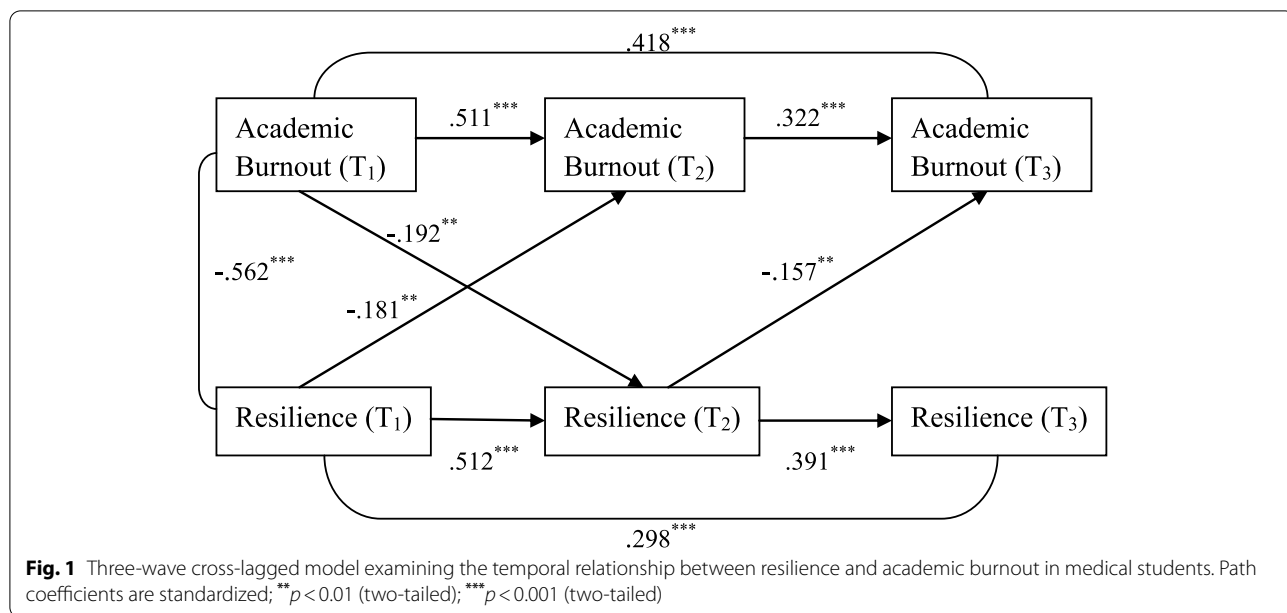 .418***
Academic
Burnout (T₁)
.511***
Academic
Burnout (T₂)
.322***
Academic
Burnout (T₃)
-.192**
-.562***
-.157**
-.181**
Resilience (T₁)
Resilience (T₂)
Resilience (T₃)
.512***
.391***
.298***
Fig. 1 Three-wave cross-lagged model examining the temporal relationship between resilience and academic burnout in medical students. Path
coefficients are standardized; **p < 0.01 (two-tailed); ***p < 0.001 (two-tailed)